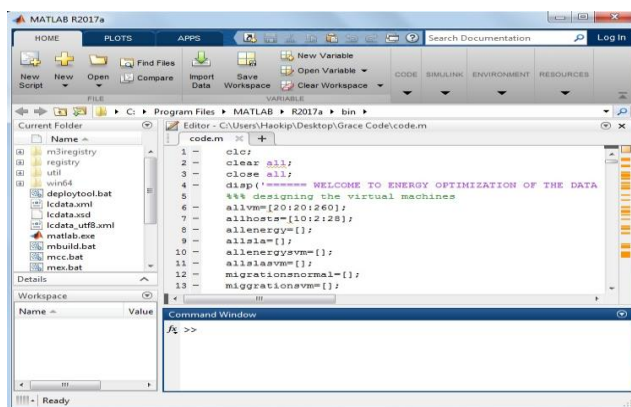 MATLAB R2017a
HOME PLOTS APPS Search Documentation Log In
New Script New Open Find Files Compare Import Data Save Workspace New Variable Open Variable Clear Workspace CODE SIMULINK ENVIRONMENT RESOURCES
FILE VARIABLE
C: Program Files MATLAB R2017a bin
Current Folder
Name
m3iregistry
registry
util
win64
deploytool.bat
lcdata.xml
lcdata.xsd
lcdata_utf8.xml
matlab.exe
mbuild.bat
mcc.bat
mex.bat
Details
Workspace
Name Value
Editor - C:\Users\Haokip\Desktop\Grace Code\code.m
code.m
1 - clc;
2 - clear all;
3 - close all;
4 - disp('====== WELCOME TO ENERGY OPTIMIZATION OF THE DATA
5 %%% designing the virtual machines
6 - allvm=[20:20:260];
7 - allhosts=[10:2:28];
8 - allenergy=[];
9 - allsla=[];
10 - allenergysvm=[];
11 - allslasvm=[];
12 - migrationsnormal=[];
13 - miggrationsvm=[];
Command Window
fx >>
Ready